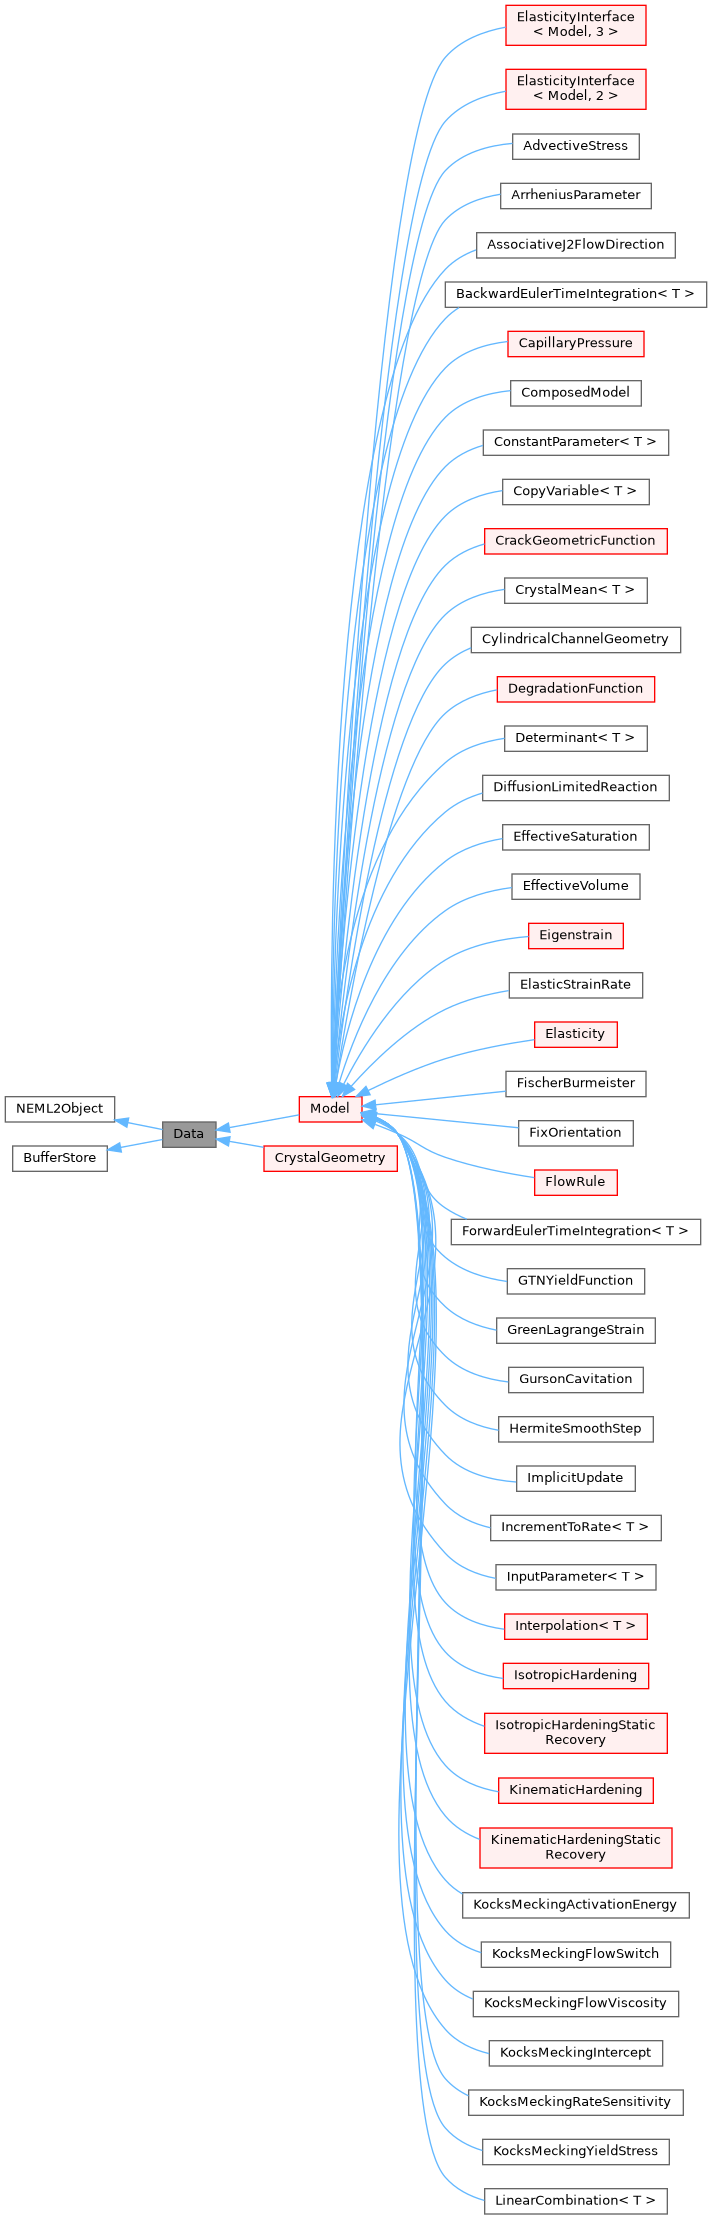 ElasticityInterface
< Model, 3 >
ElasticityInterface
< Model, 2 >
AdvectiveStress
ArrheniusParameter
AssociativeJ2FlowDirection
BackwardEulerTimeIntegration< T >
CapillaryPressure
ComposedModel
ConstantParameter< T >
CopyVariable< T >
CrackGeometricFunction
CrystalMean< T >
CylindricalChannelGeometry
DegradationFunction
Determinant< T >
DiffusionLimitedReaction
EffectiveSaturation
EffectiveVolume
Eigenstrain
ElasticStrainRate
Elasticity
FischerBurmeister
NEML2Object
Model
Data
FixOrientation
BufferStore
CrystalGeometry
FlowRule
ForwardEulerTimeIntegration< T >
GTNYieldFunction
GreenLagrangeStrain
GursonCavitation
HermiteSmoothStep
ImplicitUpdate
IncrementToRate< T >
InputParameter< T >
Interpolation< T >
IsotropicHardening
IsotropicHardeningStatic
Recovery
KinematicHardening
KinematicHardeningStatic
Recovery
KocksMeckingActivationEnergy
KocksMeckingFlowSwitch
KocksMeckingFlowViscosity
KocksMeckingIntercept
KocksMeckingRateSensitivity
KocksMeckingYieldStress
LinearCombination< T >